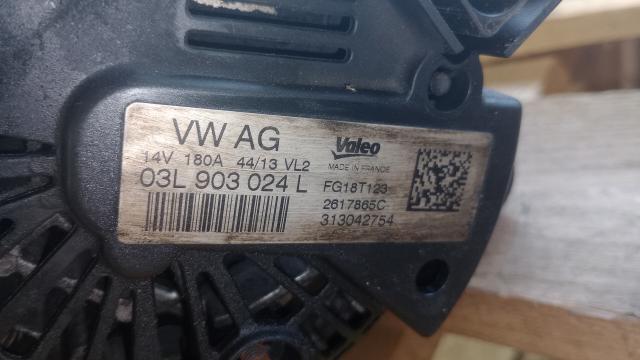 VW AG
14V 180A 44/13 VL2
03L 903 024 L
Valeo
MADE IN FRANCE
FG18T123
2617865C
313042754